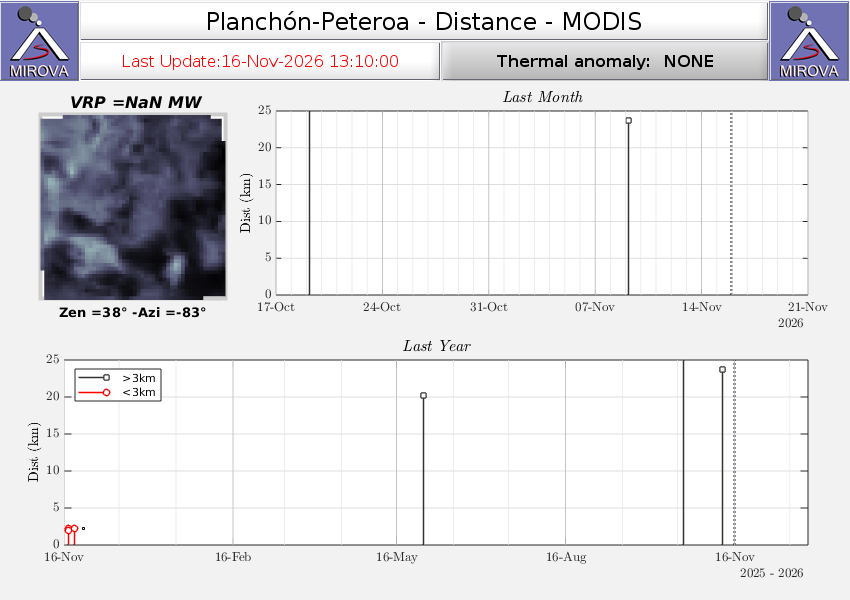 Planchón-Peteroa - Distance - MODIS
MIROVA
Last Update:16-Nov-2026 13:10:00
Thermal anomaly: NONE
MIROVA
VRP =NaN MW
Zen =38° -Azi =-83°
Last Month
Dist (km)
25
20
15
10
5
0
17-Oct
24-Oct
31-Oct
07-Nov
14-Nov
21-Nov
2026
Last Year
>3km
<3km
Dist (km)
25
20
15
10
5
0
16-Nov
16-Feb
16-May
16-Aug
16-Nov
2025 - 2026